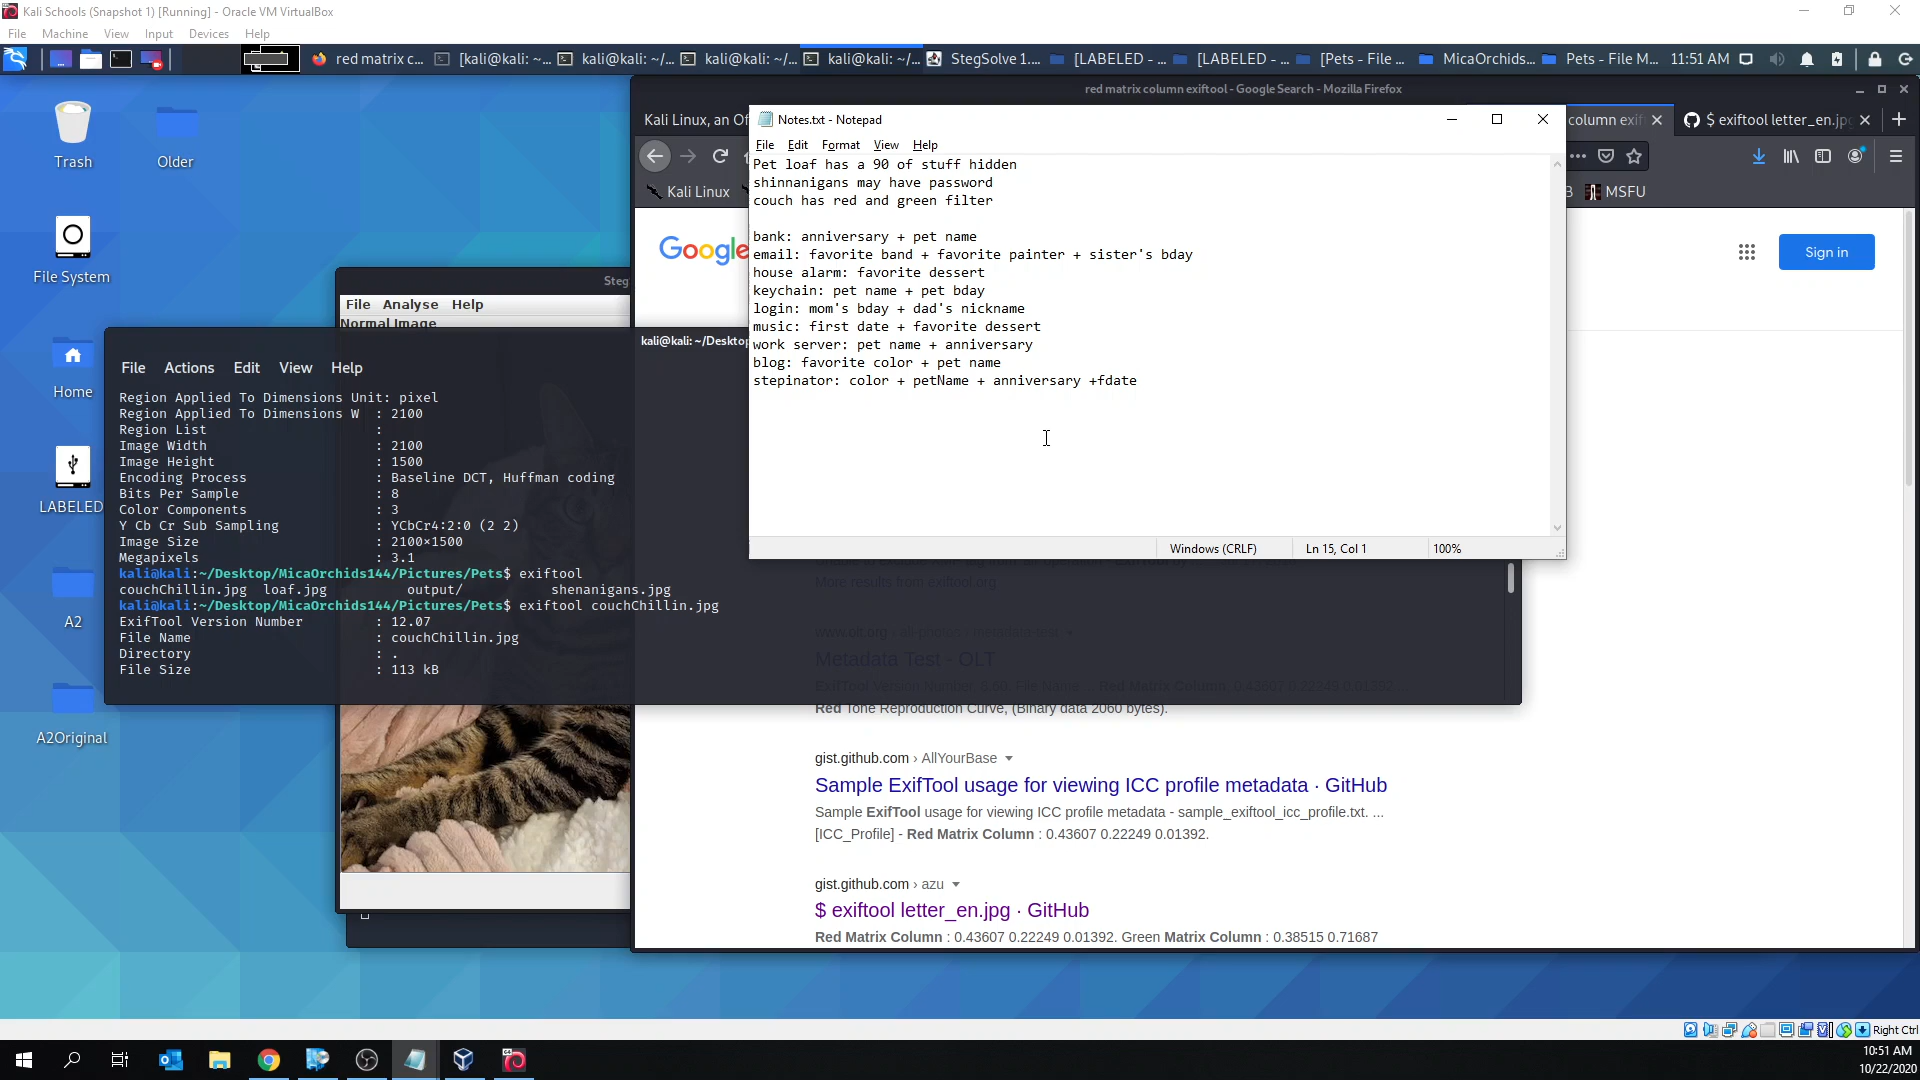 Kali Schools (Snapshot 1) [Running] - Oracle VM VirtualBox
File Machine View Input Devices Help
red matrix c... [kali@kali: ~... kali@kali: ~/... kali@kali: ~/... kali@kali: ~/... StegSolve 1.... [LABELED - ... [LABELED - ... [Pets - File ... MicaOrchids... Pets - File M... 11:51 AM
red matrix column exiftool - Google Search - Mozilla Firefox
Kali Linux, an Of
column exif
$ exiftool letter_en.jp
Kali Linux
MSFU
Google
Sign in
Trash
Older
File System
Home
LABELED
A2
A2Original
Notes.txt - Notepad
File Edit Format View Help
Pet loaf has a 90 of stuff hidden
shinnanigans may have password
couch has red and green filter
bank: anniversary + pet name
email: favorite band + favorite painter + sister's bday
house alarm: favorite dessert
keychain: pet name + pet bday
login: mom's bday + dad's nickname
music: first date + favorite dessert
work server: pet name + anniversary
blog: favorite color + pet name
stepinator: color + petName + anniversary +fdate
Windows (CRLF) Ln 15, Col 1 100%
Steg
File Analyse Help
Normal Image
kali@kali: ~/Desktop
File Actions Edit View Help
Region Applied To Dimensions Unit: pixel
Region Applied To Dimensions W : 2100
Region List :
Image Width : 2100
Image Height : 1500
Encoding Process : Baseline DCT, Huffman coding
Bits Per Sample : 8
Color Components : 3
Y Cb Cr Sub Sampling : YCbCr4:2:0 (2 2)
Image Size : 2100×1500
Megapixels : 3.1
kali@kali:~/Desktop/MicaOrchids144/Pictures/Pets$ exiftool
couchChillin.jpg loaf.jpg output/ shenanigans.jpg
kali@kali:~/Desktop/MicaOrchids144/Pictures/Pets$ exiftool couchChillin.jpg
ExifTool Version Number : 12.07
File Name : couchChillin.jpg
Directory : .
File Size : 113 kB
More results from exiftool.org
Metadata Test - OLT
Red Tone Reproduction Curve, (Binary data 2060 bytes).
gist.github.com › AllYourBase
Sample ExifTool usage for viewing ICC profile metadata · GitHub
Sample ExifTool usage for viewing ICC profile metadata - sample_exiftool_icc_profile.txt. ...
[ICC_Profile] - Red Matrix Column : 0.43607 0.22249 0.01392.
gist.github.com › azu
$ exiftool letter_en.jpg · GitHub
Red Matrix Column : 0.43607 0.22249 0.01392. Green Matrix Column : 0.38515 0.71687
Right Ctrl
10:51 AM
10/22/2020